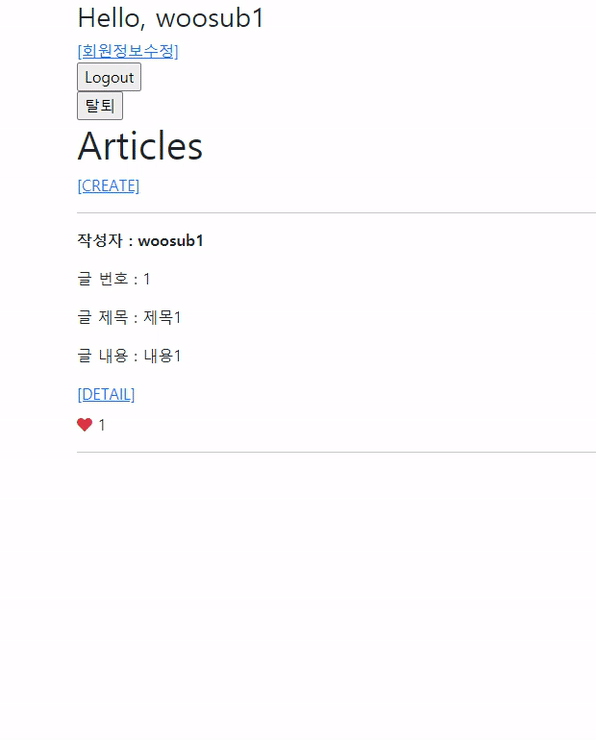 Hello, woosub1
[회원정보수정]
Logout
탈퇴
Articles
[CREATE]
작성자 : woosub1
글 번호 : 1
글 제목 : 제목1
글 내용 : 내용1
[DETAIL]
1